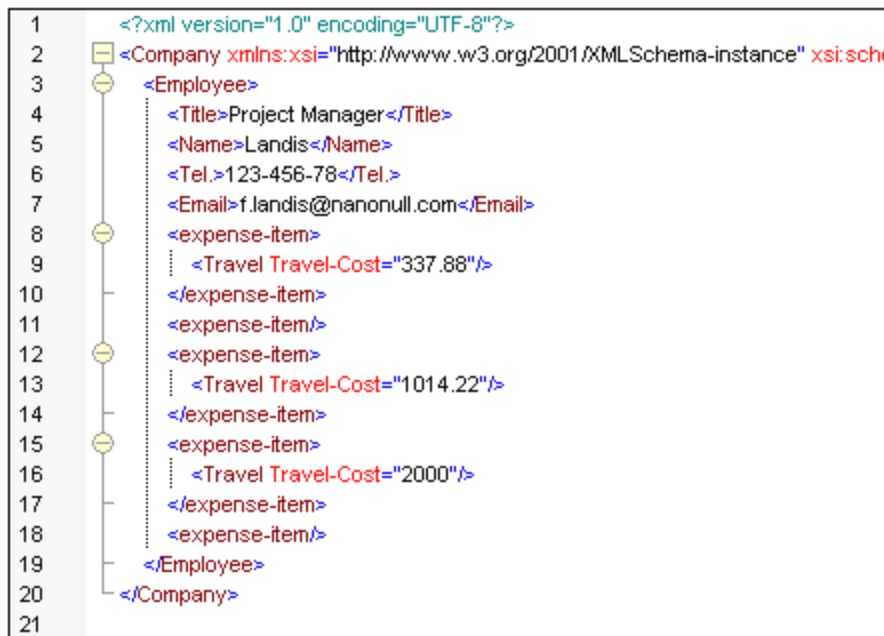 1 <?xml version="1.0" encoding="UTF-8"?>
2 <Company xmlns:xsi="http://www.w3.org/2001/XMLSchema-instance" xsi:sche
3 <Employee>
4 <Title>Project Manager</Title>
5 <Name>Landis</Name>
6 <Tel.>123-456-78</Tel.>
7 <Email>f.landis@nanonull.com</Email>
8 <expense-item>
9 <Travel Travel-Cost="337.88"/>
10 </expense-item>
11 <expense-item/>
12 <expense-item>
13 <Travel Travel-Cost="1014.22"/>
14 </expense-item>
15 <expense-item>
16 <Travel Travel-Cost="2000"/>
17 </expense-item>
18 <expense-item/>
19 </Employee>
20 </Company>
21